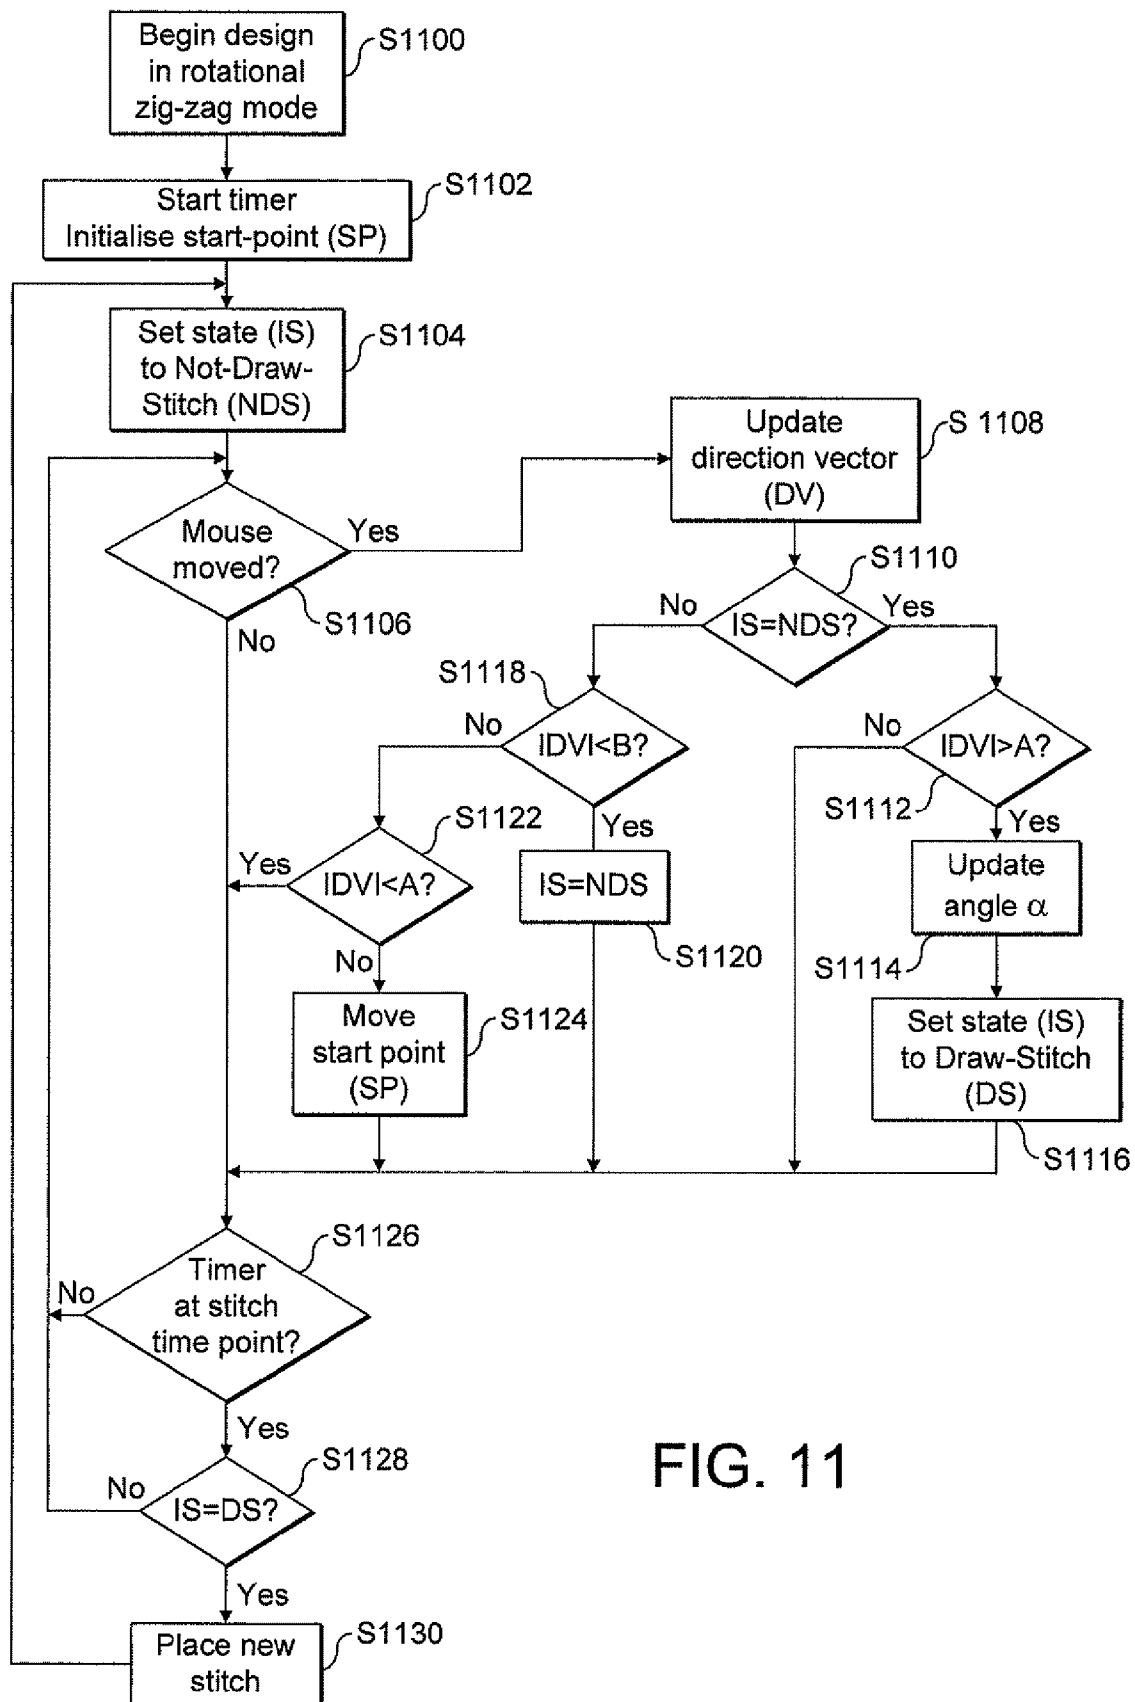 Begin design
in rotational
zig-zag mode
S1100
Start timer
Initialise start-point (SP)
S1102
Set state (IS)
to Not-Draw-
Stitch (NDS)
S1104
Mouse
moved?
Yes
S1106
No
Update
direction vector
(DV)
S 1108
IS=NDS?
S1110
No
Yes
S1118
IDVI<B?
No
Yes
IDVI>A?
No
S1112
Yes
S1122
IDVI<A?
Yes
No
IS=NDS
S1120
Update
angle α
S1114
Move
start point
(SP)
S1124
Set state (IS)
to Draw-Stitch
(DS)
S1116
Timer
at stitch
time point?
S1126
No
Yes
IS=DS?
S1128
No
Yes
Place new
stitch
S1130
FIG. 11